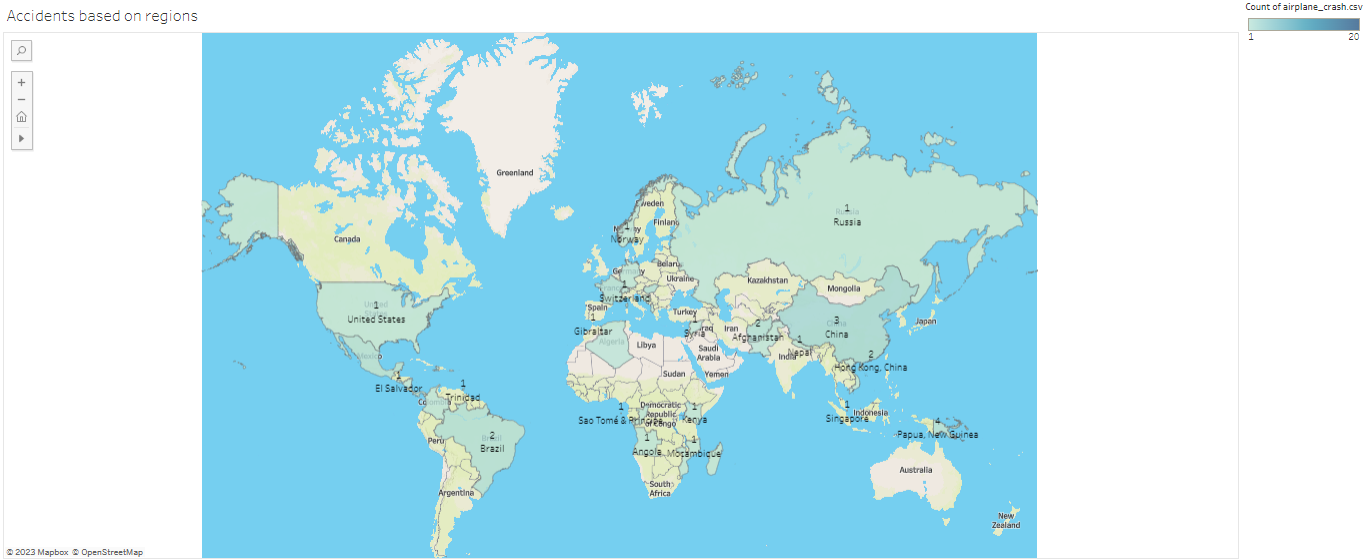 Accidents based on regions
Count of airplane_crash.csv
1
20
Greenland
Canada
1
United States
Mexico
1
El Salvador
1
Trinidad
Peru
2
Brazil
Argentina
Finland
1
Norway
Belarus
Ukraine
1
Switzerland
Spain
1
Gibraltar
Turkey
1
Syria
Iraq
Iran
Algeria
Libya
Saudi
Arabia
Sudan
Yemen
1
Sao Tomé & Principe
Democratic
Republic
of Congo
1
Kenya
1
Angola
1
Mozambique
South
Africa
1
Russia
Kazakhstan
Mongolia
2
Afghanistan
3
China
Japan
1
Nepal
India
2
Hong Kong, China
1
Singapore
Indonesia
Papua, New Guinea
Australia
New
Zealand
© 2023 Mapbox © OpenStreetMap